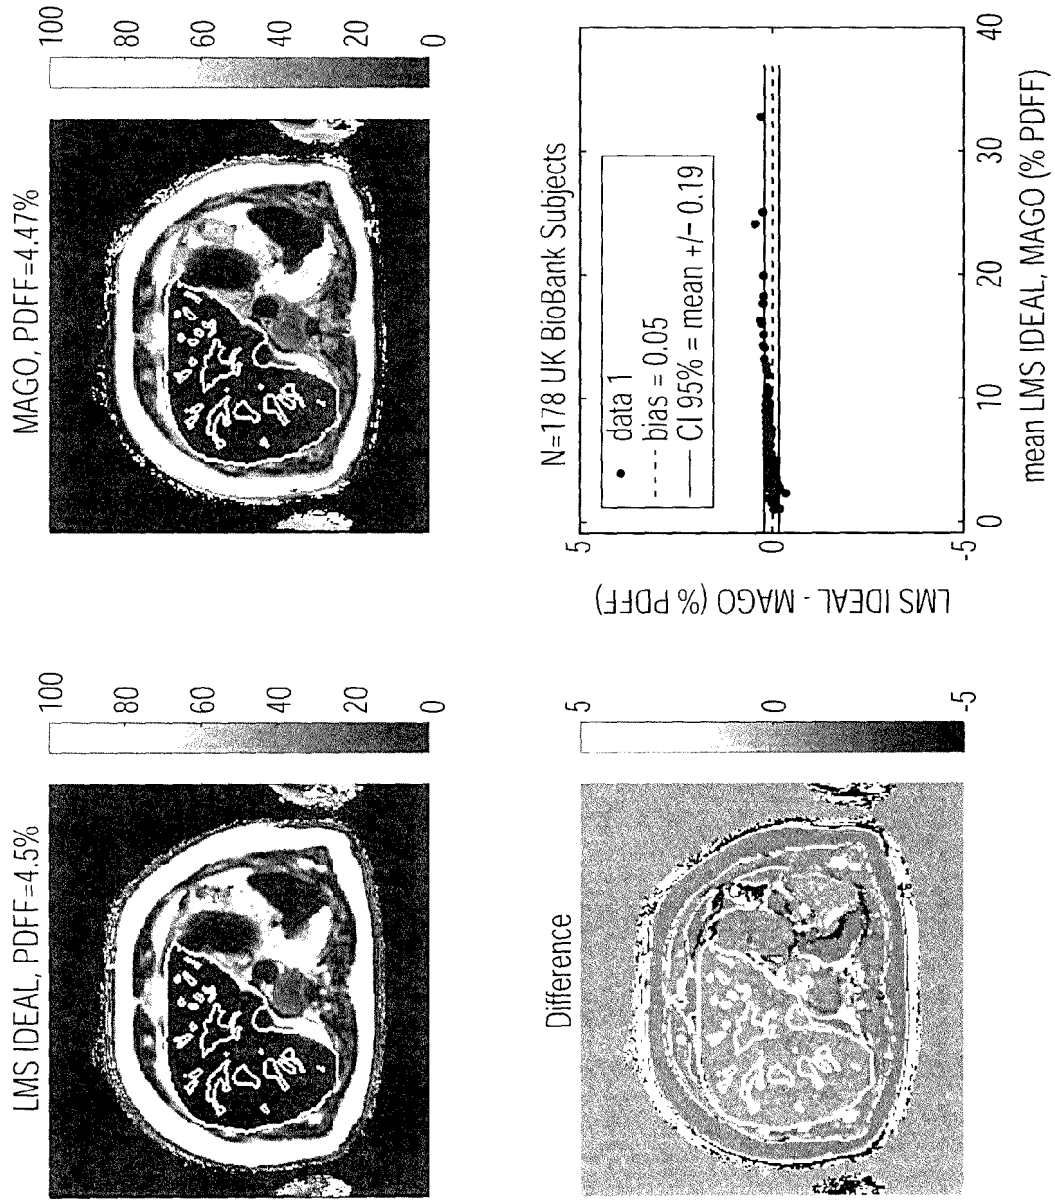 LMS IDEAL, PDFF=4.5%
100
80
60
40
20
0
MAGO, PDFF=4.47%
100
80
60
40
20
0
Difference
5
0
-5
N=178 UK BioBank Subjects
data 1
bias = 0.05
CI 95% = mean +/- 0.19
5
0
-5
0
10
20
30
40
LMS IDEAL - MAGO (% PDFF)
mean LMS IDEAL, MAGO (% PDFF)